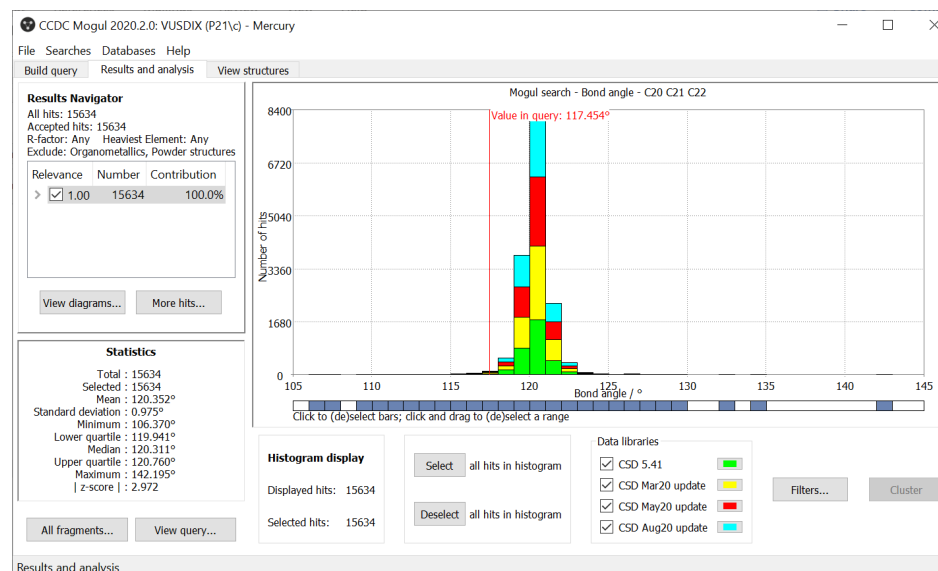 CCDC Mogul 2020.2.0: VUSDIX (P21\c) - Mercury
File Searches Databases Help
Build query Results and analysis View structures
Results Navigator
All hits: 15634
Accepted hits: 15634
R-factor: Any Heaviest Element: Any
Exclude: Organometallics, Powder structures
Relevance Number Contribution
1.00 15634 100.0%
View diagrams... More hits...
Statistics
Total : 15634
Selected : 15634
Mean : 120.352°
Standard deviation : 0.975°
Minimum : 106.370°
Lower quartile : 119.941°
Median : 120.311°
Upper quartile : 120.760°
Maximum : 142.195°
| z-score | : 2.972
All fragments... View query...
Mogul search - Bond angle - C20 C21 C22
Value in query: 117.454°
8400
6720
5040
3360
1680
0
Number of hits
105 110 115 120 125 130 135 140 145
Bond angle / °
Click to (de)select bars; click and drag to (de)select a range
Histogram display
Displayed hits: 15634
Selected hits: 15634
Select all hits in histogram
Deselect all hits in histogram
Data libraries
CSD 5.41
CSD Mar20 update
CSD May20 update
CSD Aug20 update
Filters... Cluster
Results and analysis